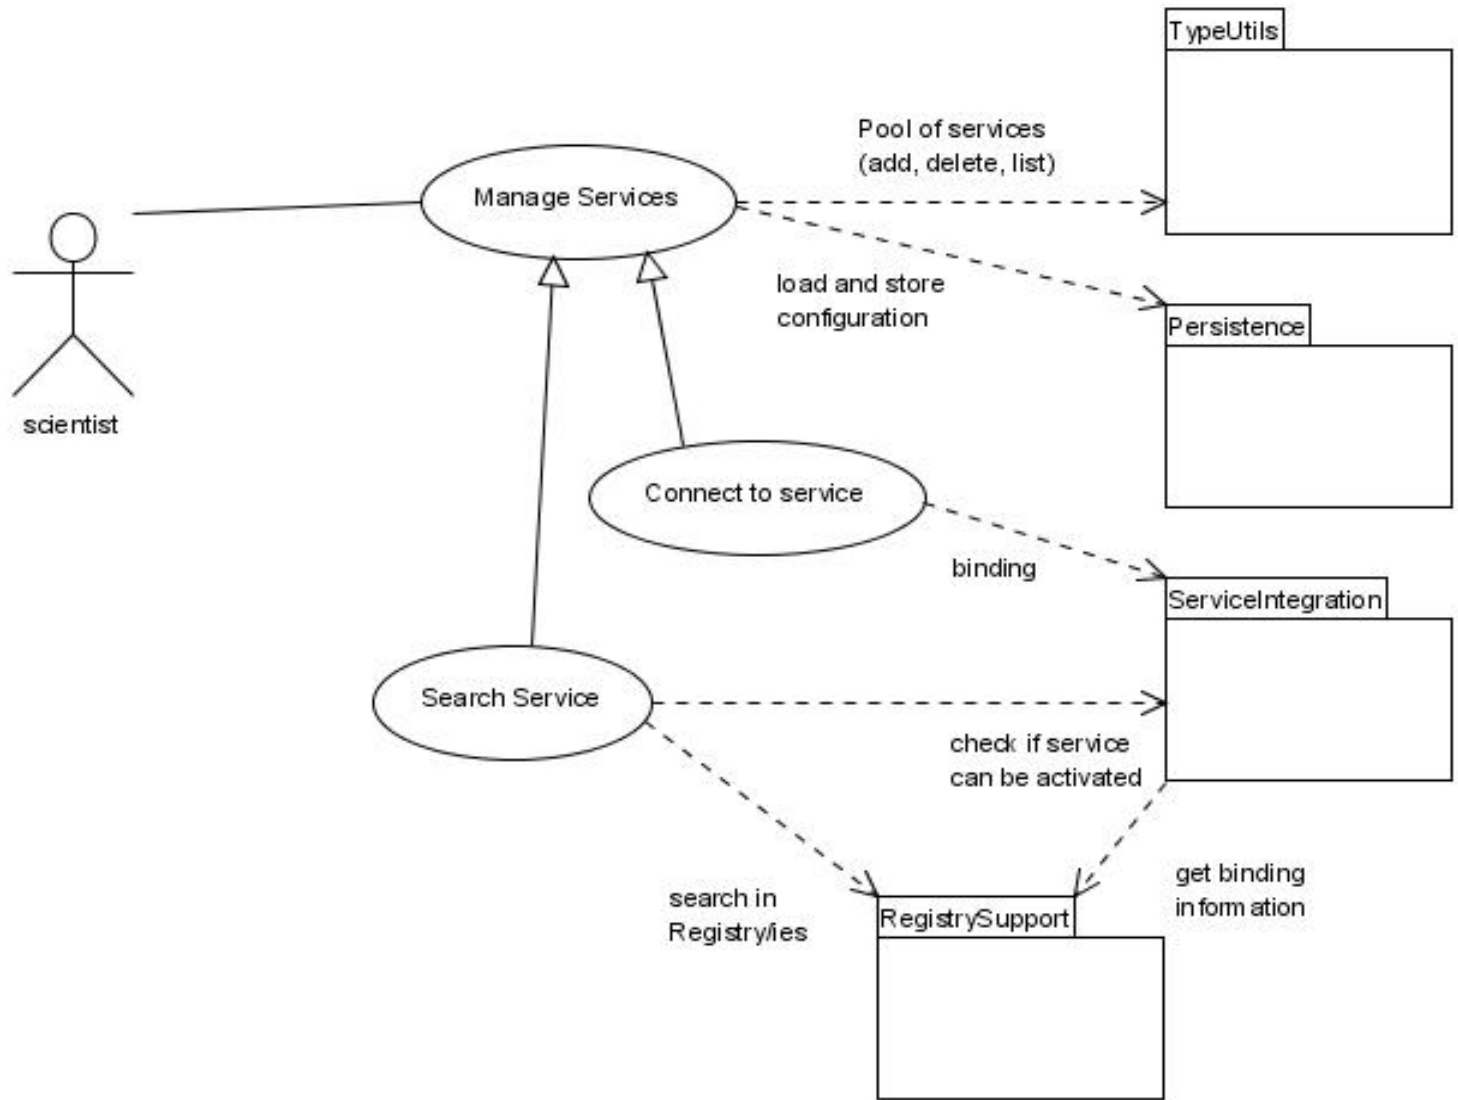 TypeUtils
Pool of services
(add, delete, list)
Manage Services
load and store
configuration
Persistence
scientist
Connect to service
binding
ServiceIntegration
Search Service
check if service
can be activated
get binding
information
search in
Registry/ies
RegistrySupport